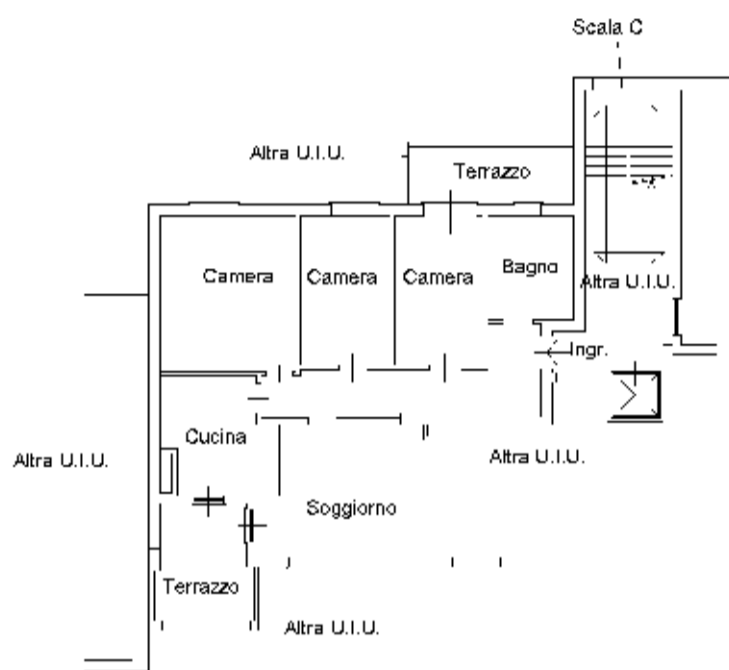 Scala C
Altra U.I.U.
Terrazzo
Camera
Camera
Camera
Bagno
Altra U.I.U.
Ingr.
Cucina
Altra U.I.U.
Altra U.I.U.
Soggiorno
Terrazzo
Altra U.I.U.